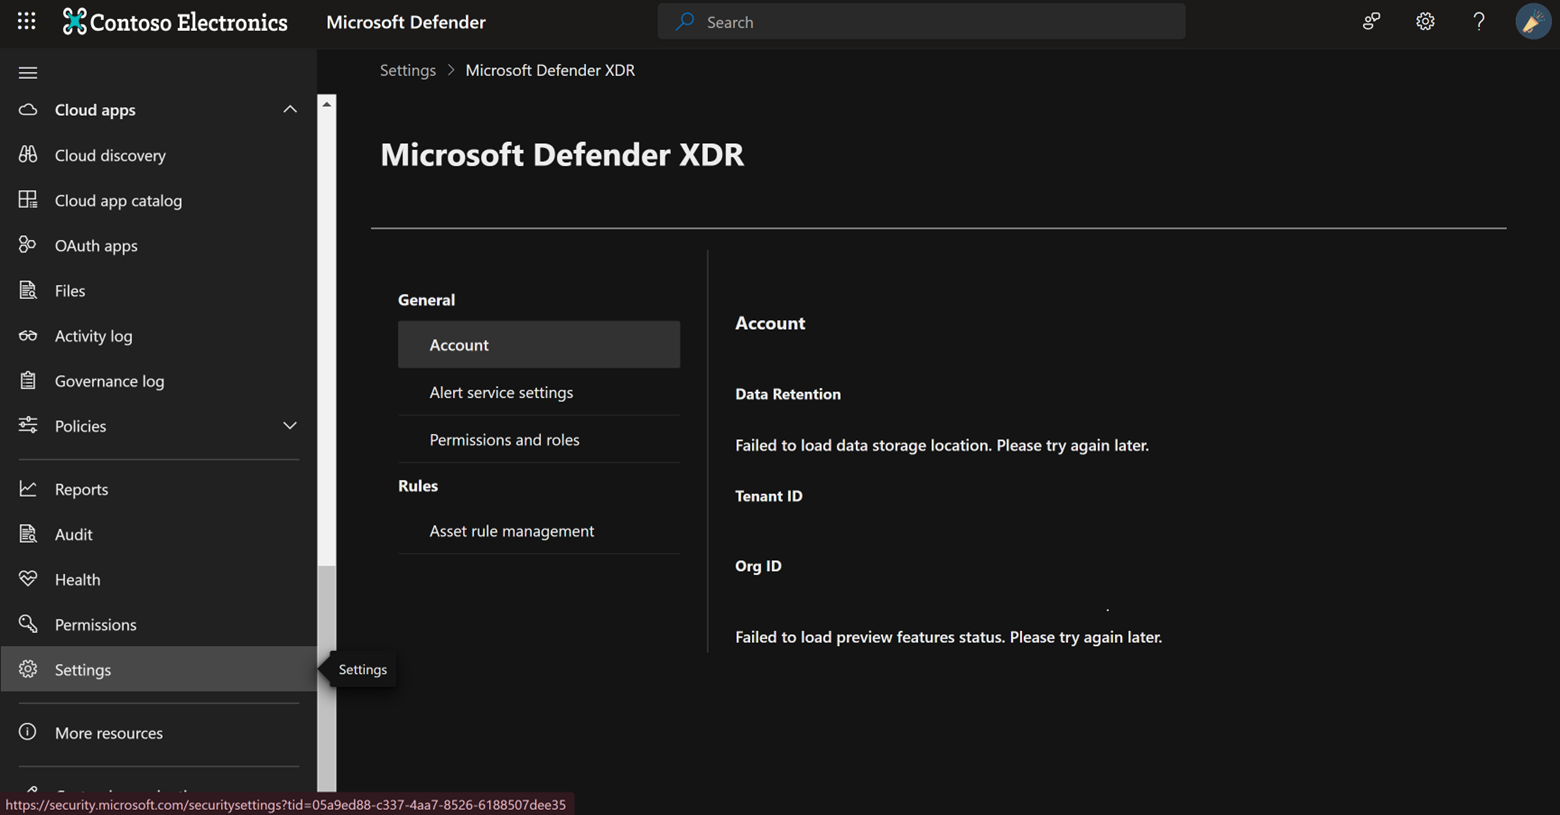 Contoso Electronics
Microsoft Defender
Search
Settings > Microsoft Defender XDR
Cloud apps
Cloud discovery
Cloud app catalog
OAuth apps
Files
Activity log
Governance log
Policies
Reports
Audit
Health
Permissions
Settings
Settings
More resources
https://security.microsoft.com/securitysettings?tid=05a9ed88-c337-4aa7-8526-6188507dee35
Microsoft Defender XDR
General
Account
Alert service settings
Permissions and roles
Rules
Asset rule management
Account
Data Retention
Failed to load data storage location. Please try again later.
Tenant ID
Org ID
Failed to load preview features status. Please try again later.